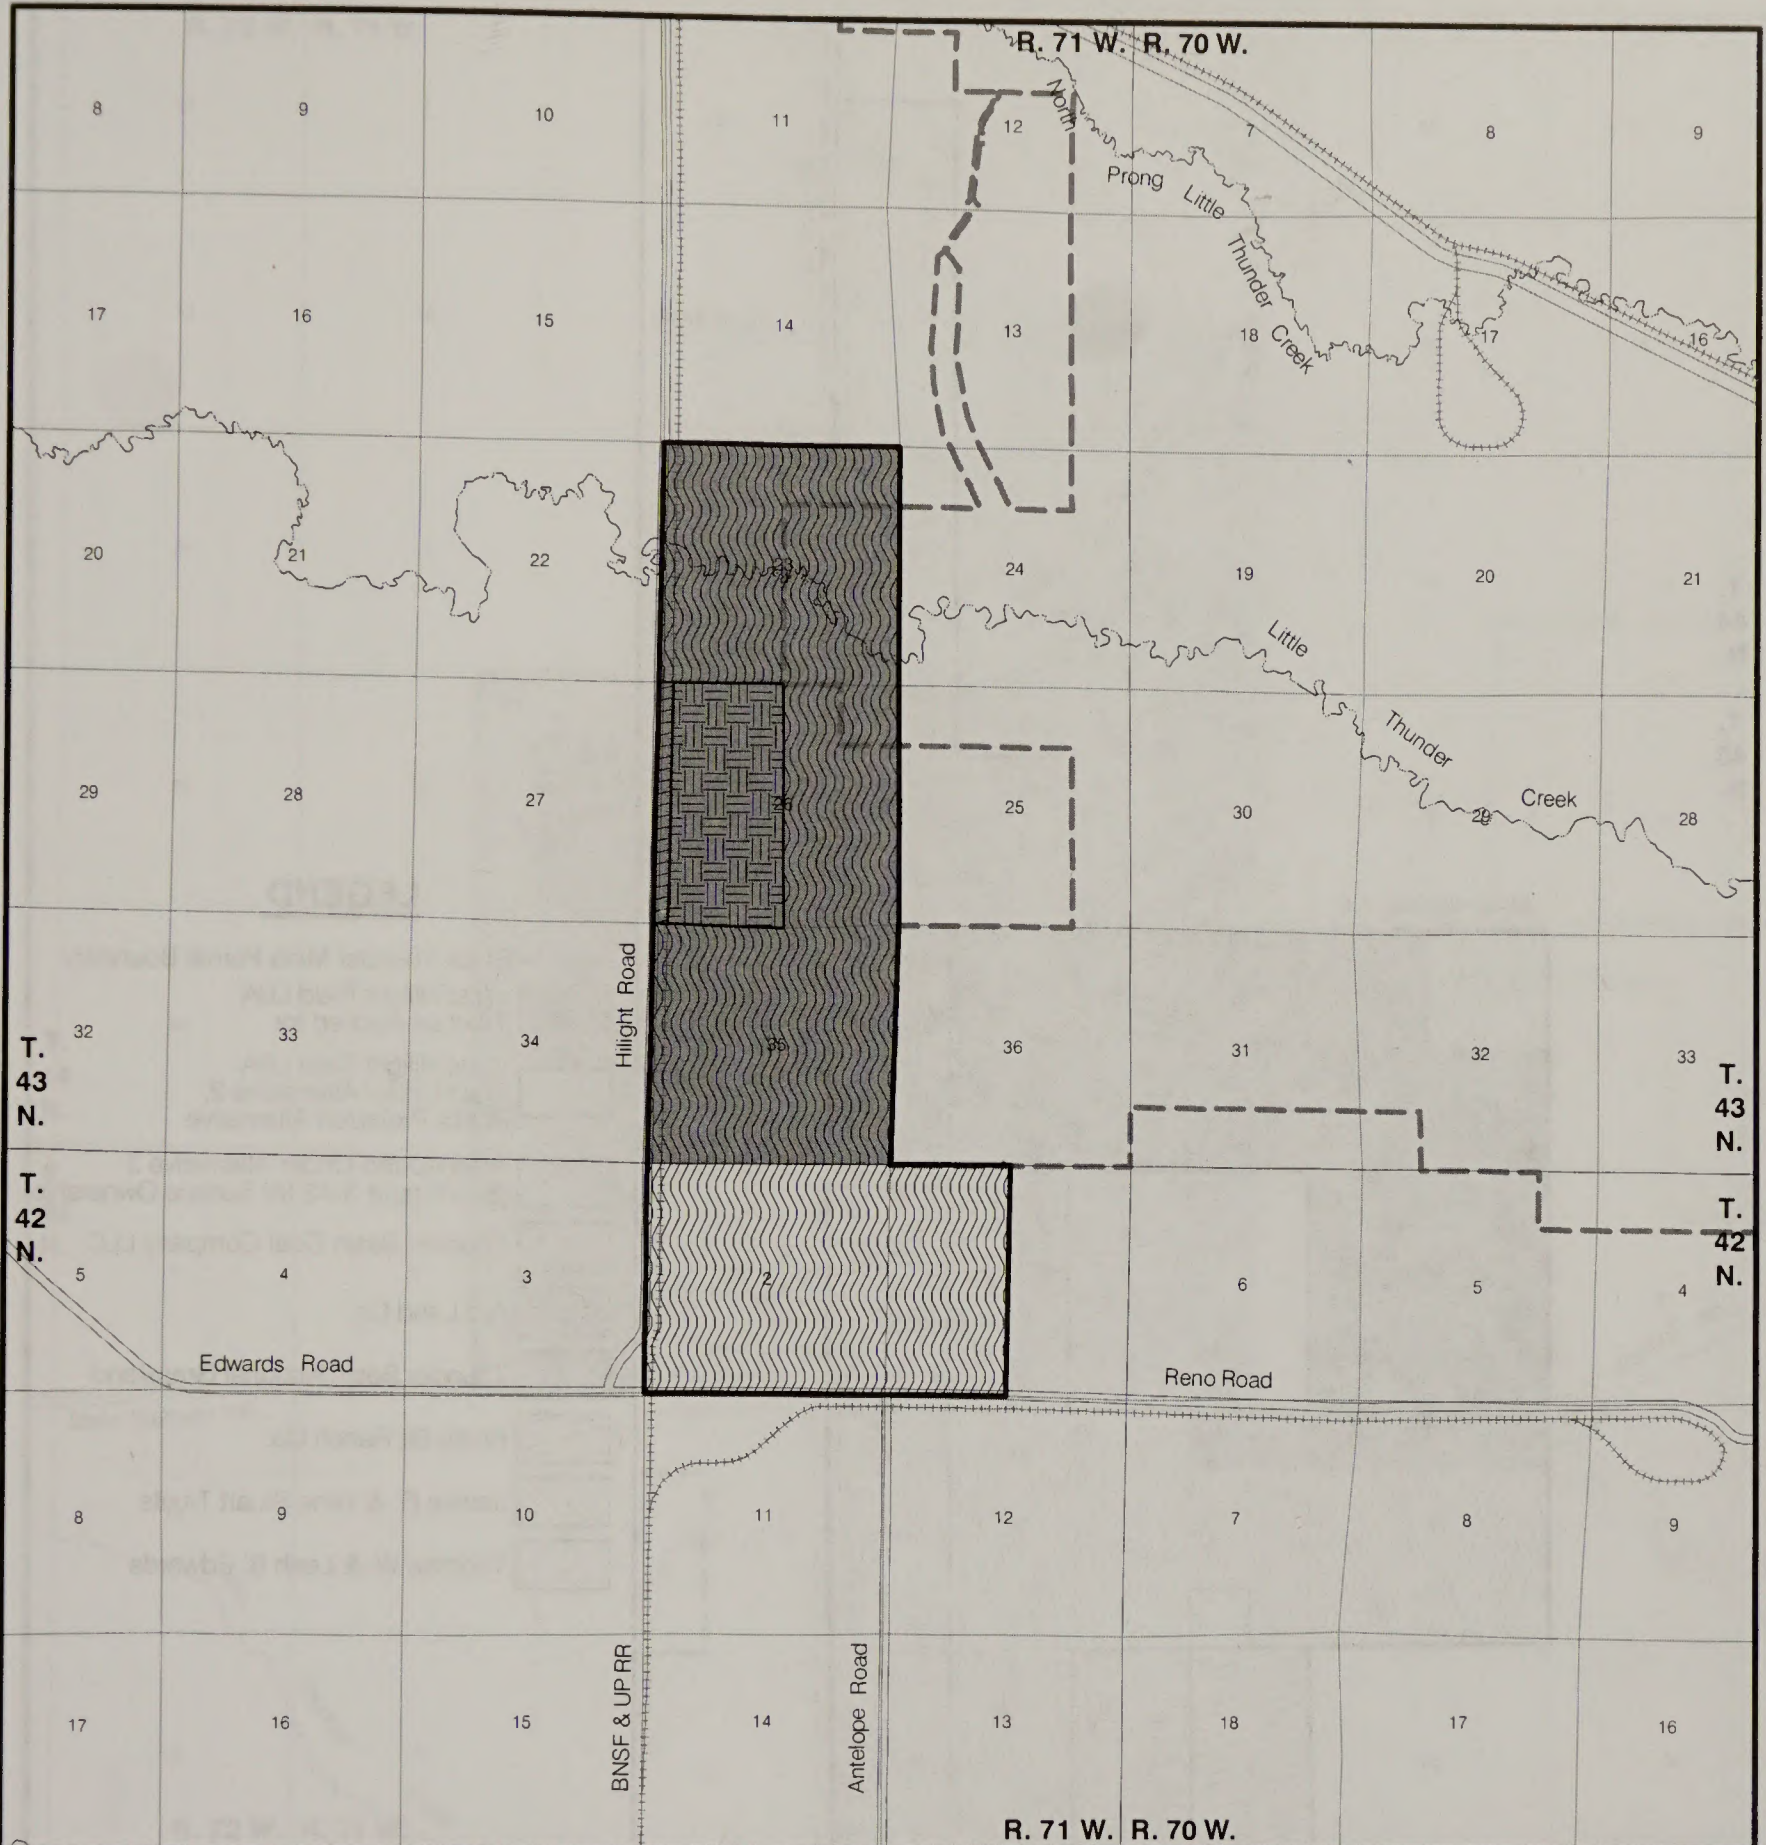 R. 71 W. R. 70 W.
8 9 10 11 12 7 8 9
North
Prong
Little
Thunder
Creek
17 16 15 14 13 18 17 16
20 21 22 23 24 19 20 21
Little
Thunder
Creek
29 28 27 26 25 30 29 28
Hilight Road
32 33 34 35 36 31 32 33
T.
43
N.
T.
43
N.
T.
42
N.
T.
42
N.
5 4 3 2 6 5 4
Edwards Road
Reno Road
8 9 10 11 12 7 8 9
BNSF & UP RR
Antelope Road
17 16 15 14 13 18 17 16
R. 71 W. R. 70 W.
LEGEND